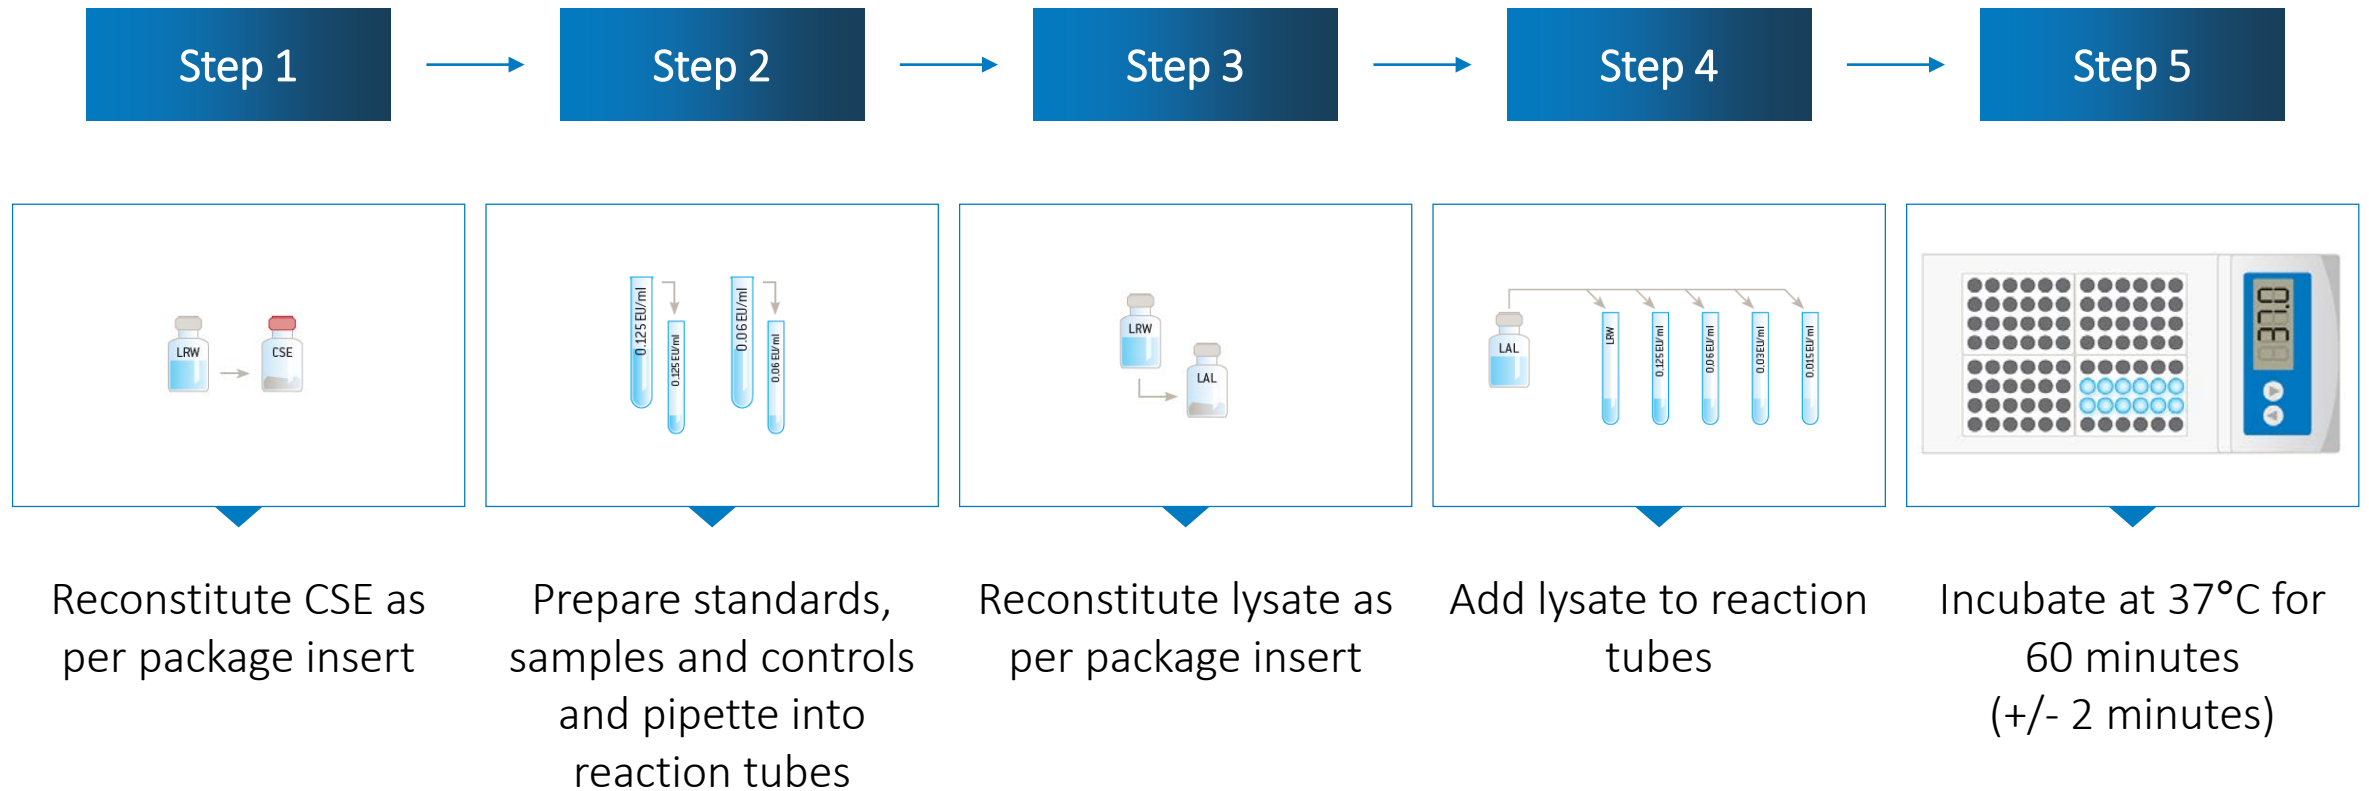 Step 1
Step 2
Step 3
Step 4
Step 5
LRW
CSE
0.125 EU/ml
0.125 EU/ml
0.06 EU/ml
0.06 EU/ml
LRW
LAL
LAL
LRW
0.125 EU/ml
0.06 EU/ml
0.03EU/ml
0.015 EU/ml
37.0
Reconstitute CSE as
per package insert
Prepare standards,
samples and controls
and pipette into
reaction tubes
Reconstitute lysate as
per package insert
Add lysate to reaction
tubes
Incubate at 37°C for
60 minutes
(+/- 2 minutes)